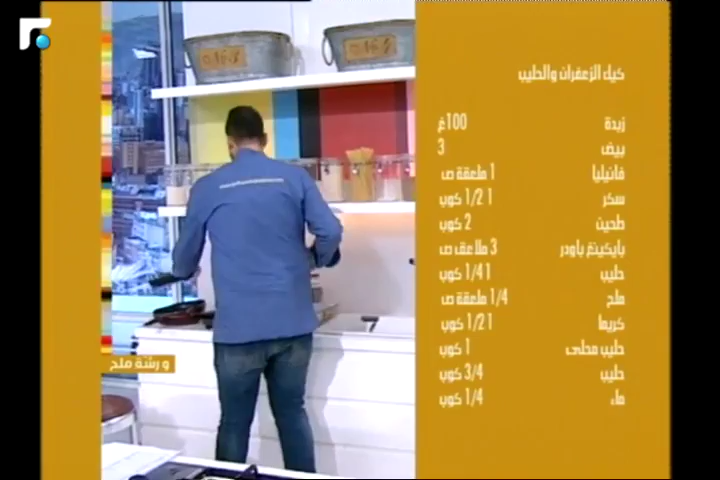 كيك الزعفران والحليب
زبدة 100غ
بيض 3
فانيليا 1 ملعقة ص
سكر 1 1/2 كوب
طحين 2 كوب
بايكينغ باودر 3 ملاعق ص
حليب 1 1/4 كوب
ملح 1/4 ملعقة ص
كريما 1 1/2 كوب
حليب محلى 1 كوب
حليب 3/4 كوب
ماء 1/4 كوب
و رشة ملح